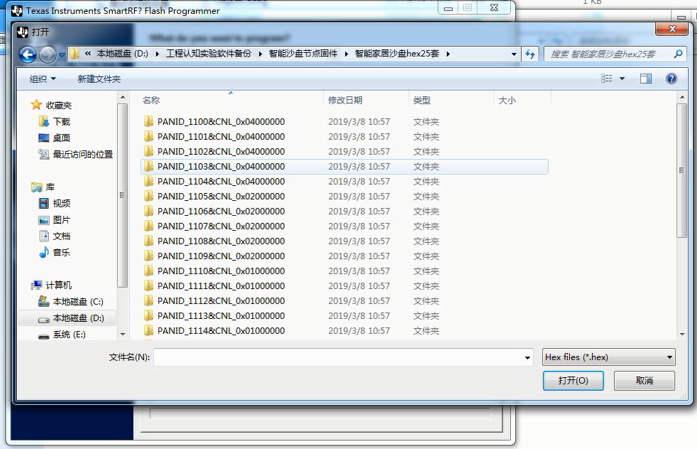 Texas Instruments SmartRF? Flash Programmer
1 KB
打开
« 本地磁盘 (D:) ▸ 工程认知实验软件备份 ▸ 智能沙盘节点固件 ▸ 智能家居沙盘hex25套 ▸
搜索 智能家居沙盘hex25套
组织 新建文件夹
名称 修改日期 类型 大小
收藏夹
下载
桌面
最近访问的位置
库
视频
图片
文档
音乐
计算机
本地磁盘 (C:)
本地磁盘 (D:)
系统 (E:)
PANID_1100&CNL_0x04000000 2019/3/8 10:57 文件夹
PANID_1101&CNL_0x04000000 2019/3/8 10:57 文件夹
PANID_1102&CNL_0x04000000 2019/3/8 10:57 文件夹
PANID_1103&CNL_0x04000000 2019/3/8 10:57 文件夹
PANID_1104&CNL_0x04000000 2019/3/8 10:57 文件夹
PANID_1105&CNL_0x02000000 2019/3/8 10:57 文件夹
PANID_1106&CNL_0x02000000 2019/3/8 10:57 文件夹
PANID_1107&CNL_0x02000000 2019/3/8 10:57 文件夹
PANID_1108&CNL_0x02000000 2019/3/8 10:57 文件夹
PANID_1109&CNL_0x02000000 2019/3/8 10:57 文件夹
PANID_1110&CNL_0x01000000 2019/3/8 10:57 文件夹
PANID_1111&CNL_0x01000000 2019/3/8 10:57 文件夹
PANID_1112&CNL_0x01000000 2019/3/8 10:57 文件夹
PANID_1113&CNL_0x01000000 2019/3/8 10:57 文件夹
PANID_1114&CNL_0x01000000 2019/3/8 10:57 文件夹
文件名(N):
Hex files (*.hex)
打开(O) 取消